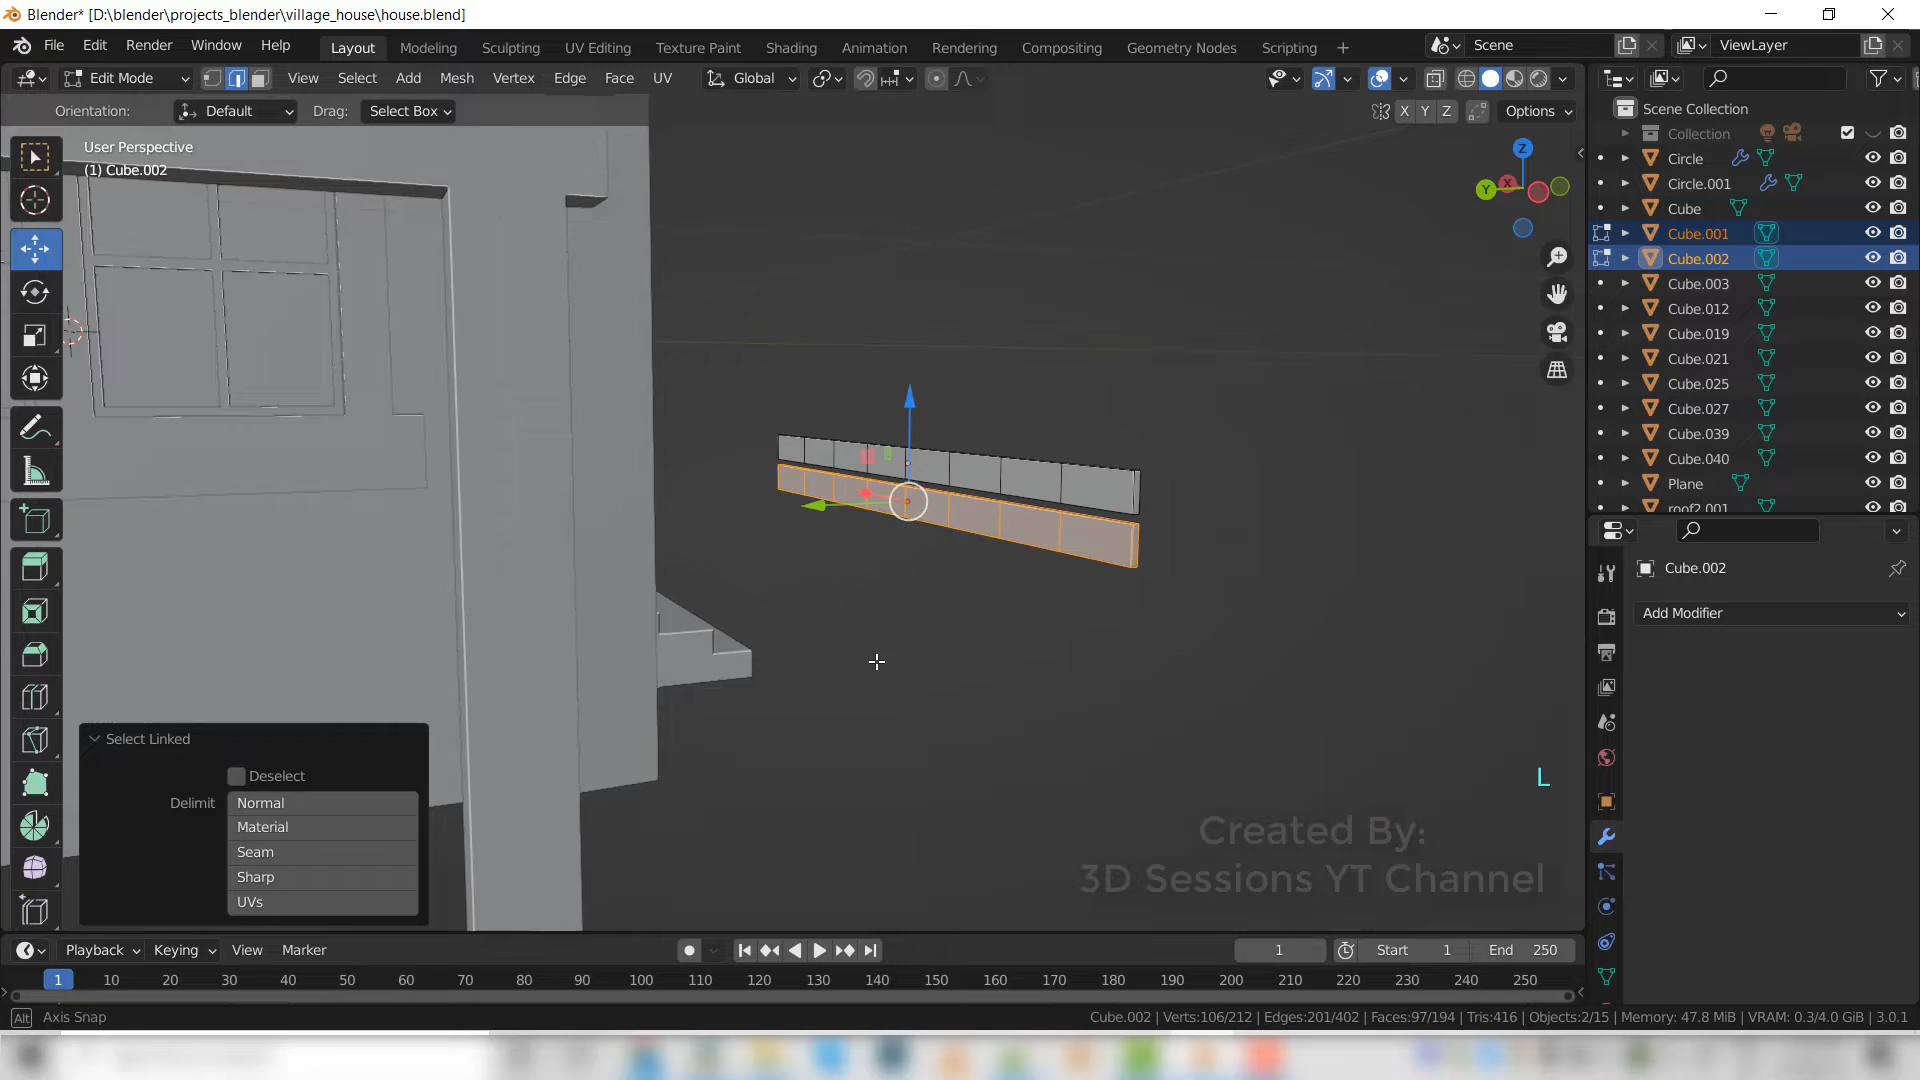 Blender* [D:\blender\projects_blender\village_house\house.blend]
File Edit Render Window Help Layout Modeling Sculpting UV Editing Texture Paint Shading Animation Rendering Compositing Geometry Nodes Scripting + Scene ViewLayer
Edit Mode View Select Add Mesh Vertex Edge Face UV Global
Orientation: Default Drag: Select Box X Y Z Options
User Perspective
(1) Cube.002
Z
Y X
Scene Collection
Collection
Circle
Circle.001
Cube
Cube.001
Cube.002
Cube.003
Cube.012
Cube.019
Cube.021
Cube.025
Cube.027
Cube.039
Cube.040
Plane
roof2.001
Cube.002
Add Modifier
Select Linked
Deselect
Delimit Normal
Material
Seam
Sharp
UVs
L
Created By:
3D Sessions YT Channel
Playback Keying View Marker 1 Start 1 End 250
1 10 20 30 40 50 60 70 80 90 100 110 120 130 140 150 160 170 180 190 200 210 220 230 240 250
Alt Axis Snap Cube.002 | Verts:106/212 | Edges:201/402 | Faces:97/194 | Tris:416 | Objects:2/15 | Memory: 47.8 MiB | VRAM: 0.3/4.0 GiB | 3.0.1